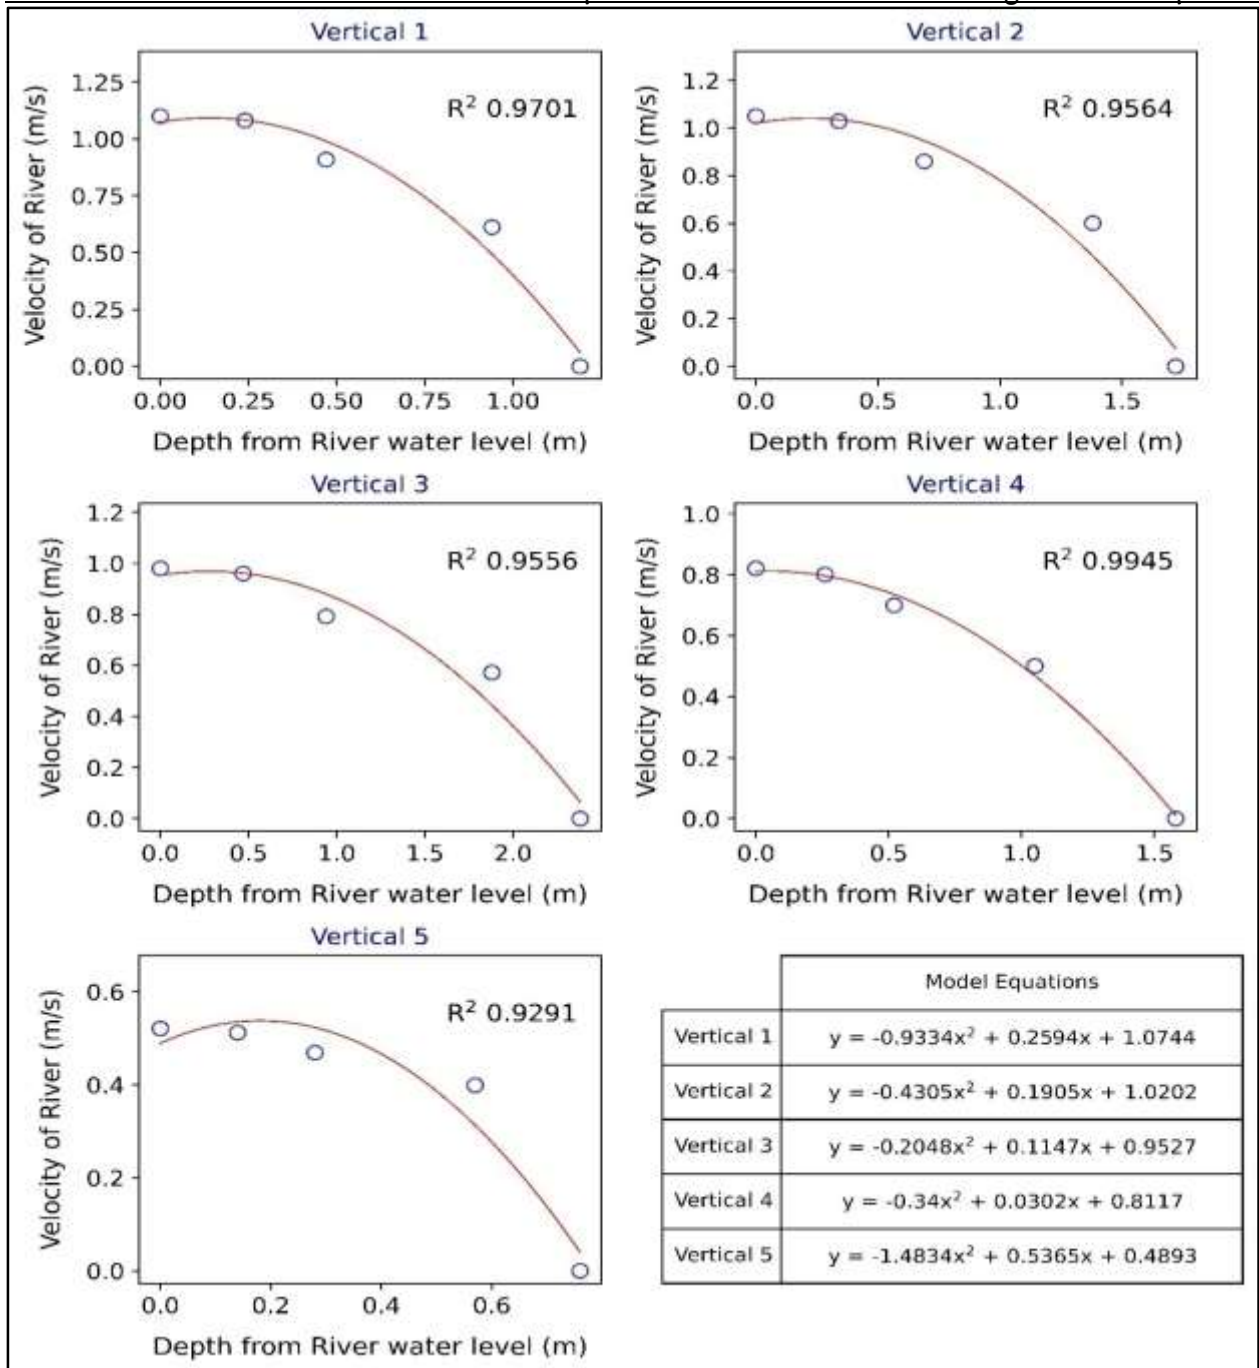 Vertical 1
Velocity of River (m/s)
1.25
1.00
0.75
0.50
0.25
0.00
R² 0.9701
0.00 0.25 0.50 0.75 1.00
Depth from River water level (m)
Vertical 2
Velocity of River (m/s)
1.2
1.0
0.8
0.6
0.4
0.2
0.0
R² 0.9564
0.0 0.5 1.0 1.5
Depth from River water level (m)
Vertical 3
Velocity of River (m/s)
1.2
1.0
0.8
0.6
0.4
0.2
0.0
R² 0.9556
0.0 0.5 1.0 1.5 2.0
Depth from River water level (m)
Vertical 4
Velocity of River (m/s)
1.0
0.8
0.6
0.4
0.2
0.0
R² 0.9945
0.0 0.5 1.0 1.5
Depth from River water level (m)
Vertical 5
Velocity of River (m/s)
0.6
0.4
0.2
0.0
R² 0.9291
0.0 0.2 0.4 0.6
Depth from River water level (m)
Model Equations
Vertical 1 y = -0.9334x² + 0.2594x + 1.0744
Vertical 2 y = -0.4305x² + 0.1905x + 1.0202
Vertical 3 y = -0.2048x² + 0.1147x + 0.9527
Vertical 4 y = -0.34x² + 0.0302x + 0.8117
Vertical 5 y = -1.4834x² + 0.5365x + 0.4893